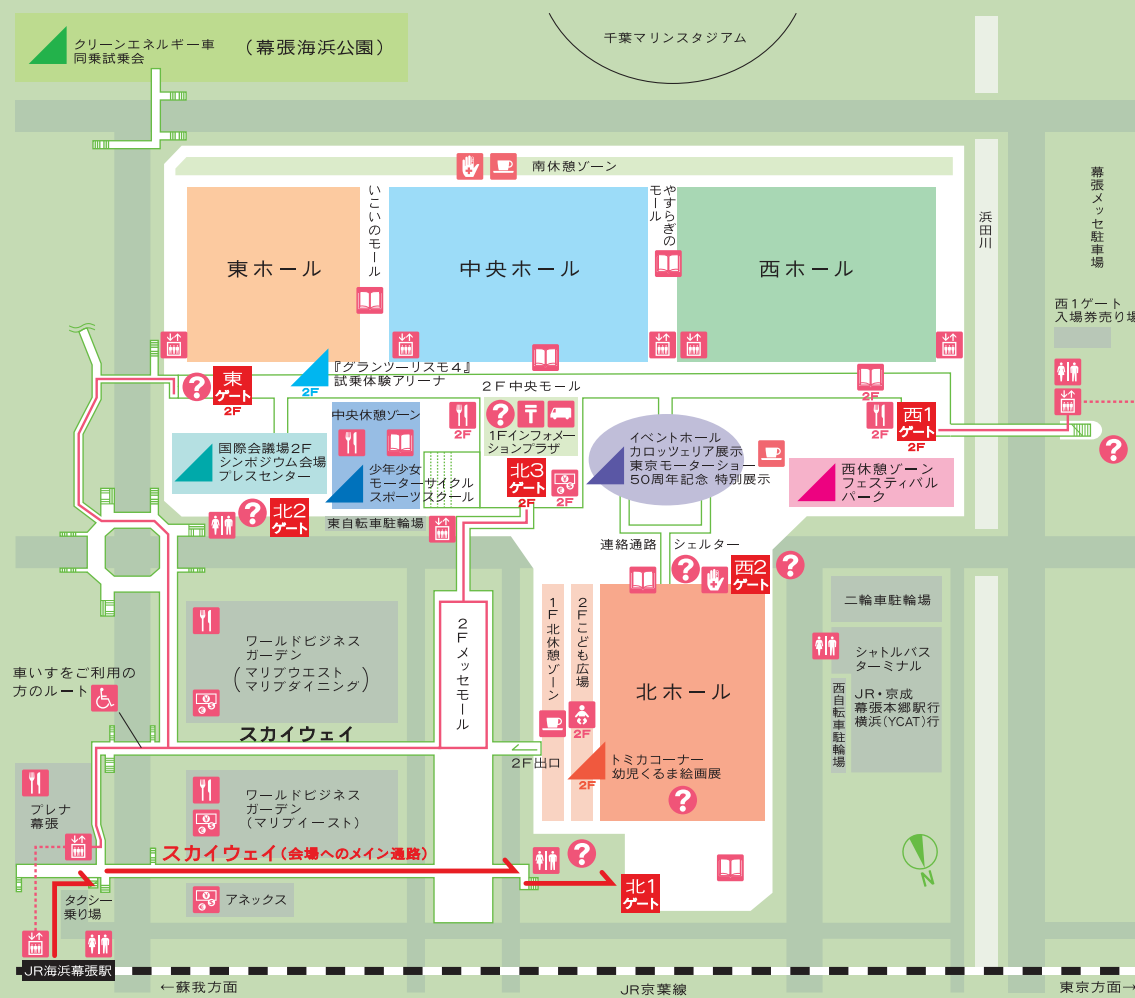 クリーンエネルギー車
同乗試乗会
（幕張海浜公園）
千葉マリンスタジアム
南休憩ゾーン
いこいのモール
やすらぎの
モール
東ホール
中央ホール
西ホール
浜田川
幕張メッセ駐車場
西1ゲート
入場券売り場
『グランツーリスモ４』
試乗体験アリーナ
2F
２Ｆ中央モール
東
ゲート
2F
中央休憩ゾーン
2F
1Fインフォメー
ションプラザ
2F
西1
ゲート
2F
国際会議場２F
シンポジウム会場
プレスセンター
少年少女
モーターサイクル
スポーツスクール
北3
ゲート
2F
2F
イベントホール
カロッツェリア展示
東京モーターショー
50周年記念 特別展示
西休憩ゾーン
フェスティバル
パーク
北2
ゲート
東自転車駐輪場
連絡通路
シェルター
西2
ゲート
二輪車駐輪場
シャトルバス
ターミナル
JR・京成
幕張本郷駅行
横浜(YCAT)行
西自転車駐輪場
ワールドビジネス
ガーデン
（マリブウエスト
マリブダイニング）
２Ｆメッセモール
１Ｆ北休憩ゾーン
２Ｆこども広場
2F
北ホール
車いすをご利用の
方のルート
スカイウェイ
2F出口
トミカコーナー
幼児くるま絵画展
2F
プレナ
幕張
ワールドビジネス
ガーデン
（マリブイースト）
スカイウェイ（会場へのメイン通路）
北1
ゲート
タクシー
乗り場
アネックス
N
JR海浜幕張駅
←蘇我方面
JR京葉線
東京方面→